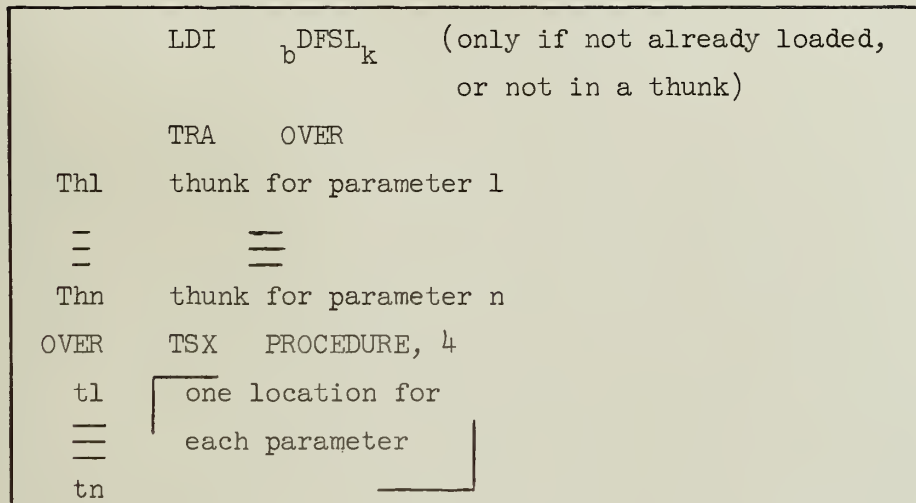 LDI bDFSLk (only if not already loaded,
or not in a thunk)
TRA OVER
Th1 thunk for parameter 1
Thn thunk for parameter n
OVER TSX PROCEDURE, 4
t1 one location for
each parameter
tn